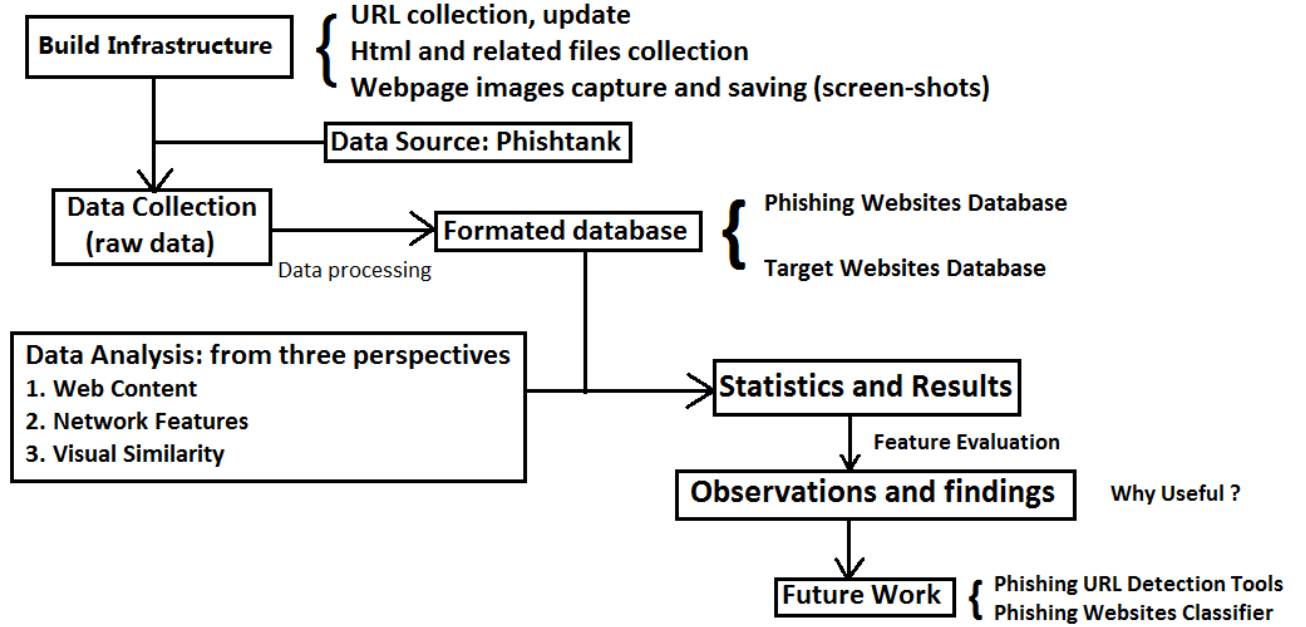 Build Infrastructure
URL collection, update
Html and related files collection
Webpage images capture and saving (screen-shots)
Data Source: Phishtank
Data Collection
(raw data)
Data processing
Formated database
Phishing Websites Database
Target Websites Database
Data Analysis: from three perspectives
1. Web Content
2. Network Features
3. Visual Similarity
Statistics and Results
Feature Evaluation
Observations and findings
Why Useful ?
Future Work
Phishing URL Detection Tools
Phishing Websites Classifier